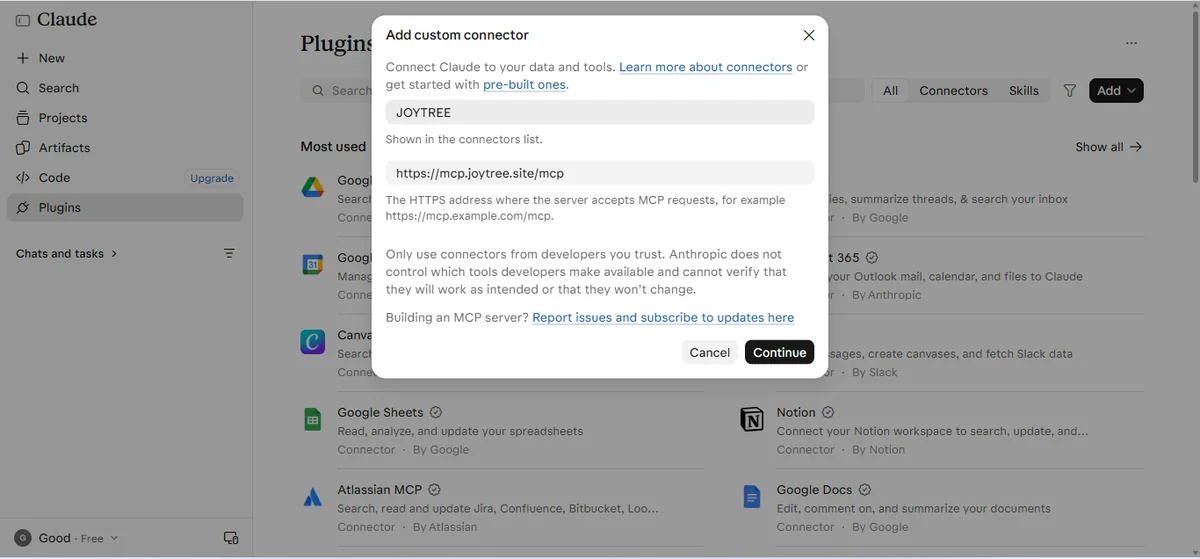 Claude
New
Search
Projects
Artifacts
Code
Upgrade
Plugins
Chats and tasks
Good · Free
Plugins
Search
All
Connectors
Skills
Add
Most used
Show all
Add custom connector
Connect Claude to your data and tools. Learn more about connectors or
get started with pre-built ones.
JOYTREE
Shown in the connectors list.
https://mcp.joytree.site/mcp
The HTTPS address where the server accepts MCP requests, for example
https://mcp.example.com/mcp.
Only use connectors from developers you trust. Anthropic does not
control which tools developers make available and cannot verify that
they will work as intended or that they won't change.
Building an MCP server? Report issues and subscribe to updates here
Cancel
Continue
summarize threads, & search your inbox
By Google
365
your Outlook mail, calendar, and files to Claude
By Anthropic
create canvases, and fetch Slack data
By Slack
Google Sheets
Read, analyze, and update your spreadsheets
Connector · By Google
Notion
Connect your Notion workspace to search, update, and...
Connector · By Notion
Atlassian MCP
Search, read and update Jira, Confluence, Bitbucket, Loo...
Connector · By Atlassian
Google Docs
Edit, comment on, and summarize your documents
Connector · By Google